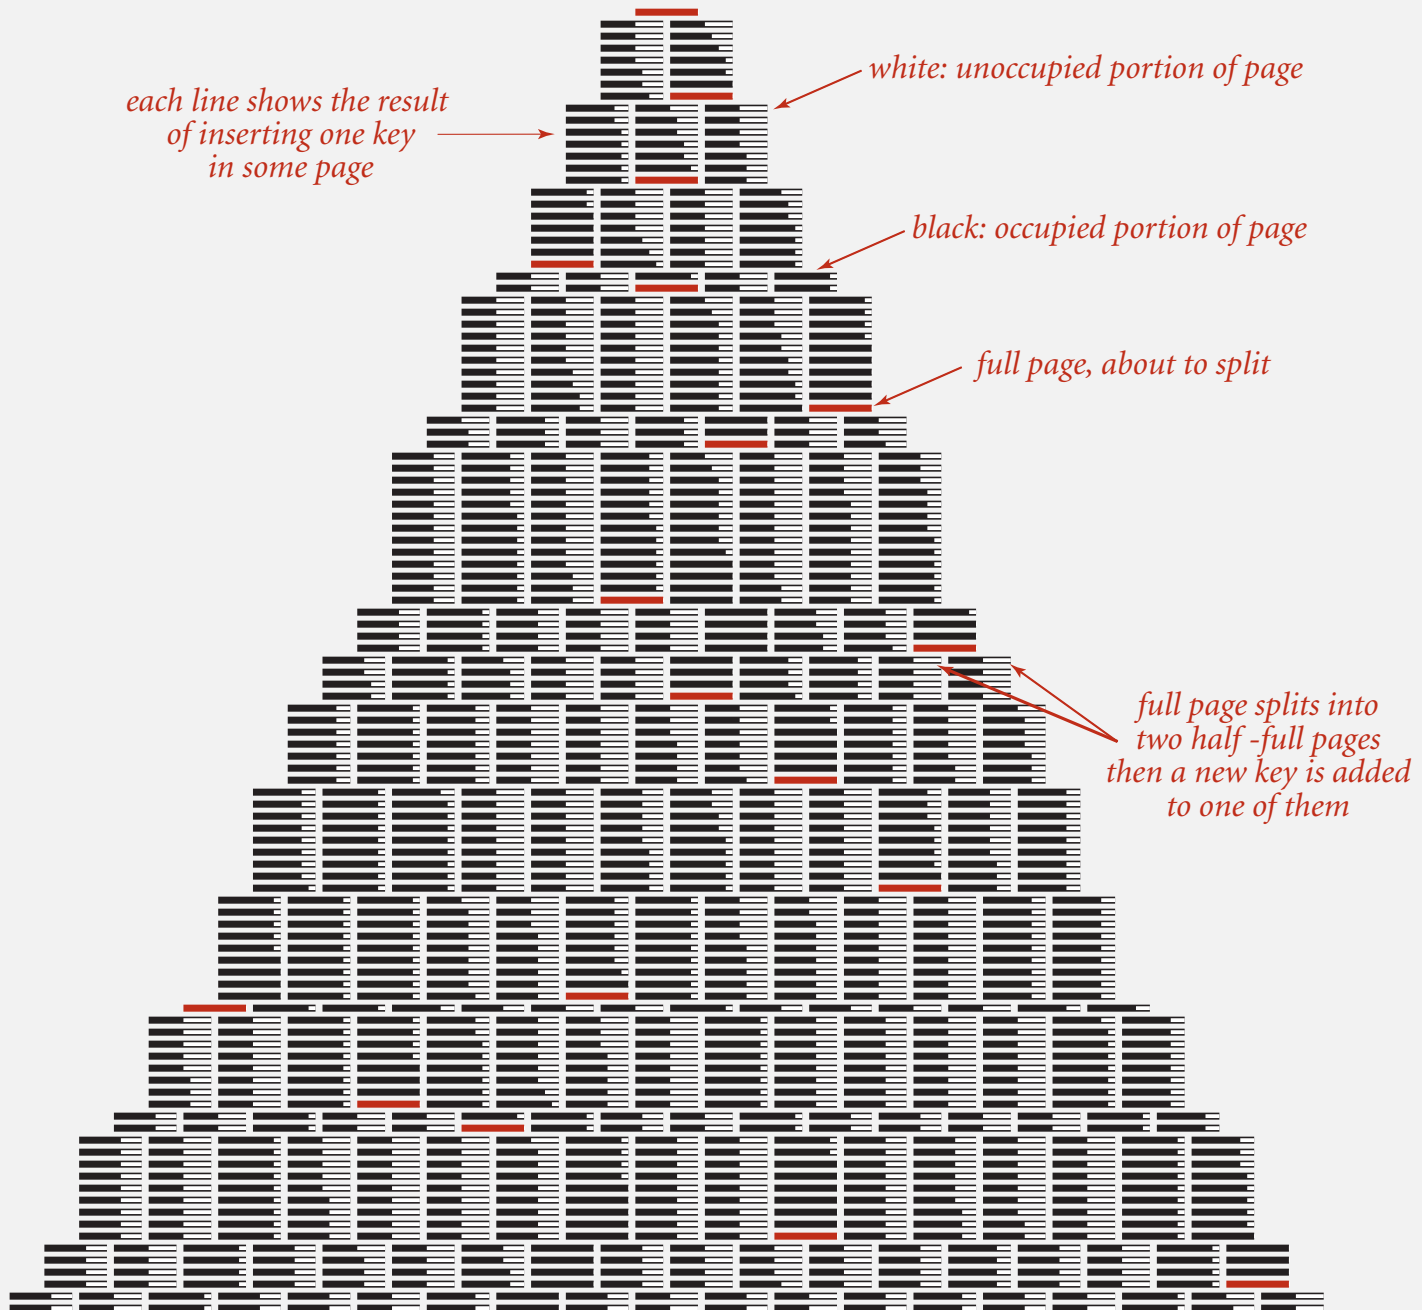 white: unoccupied portion of page
each line shows the result
of inserting one key
in some page
black: occupied portion of page
full page, about to split
full page splits into
two half -full pages
then a new key is added
to one of them